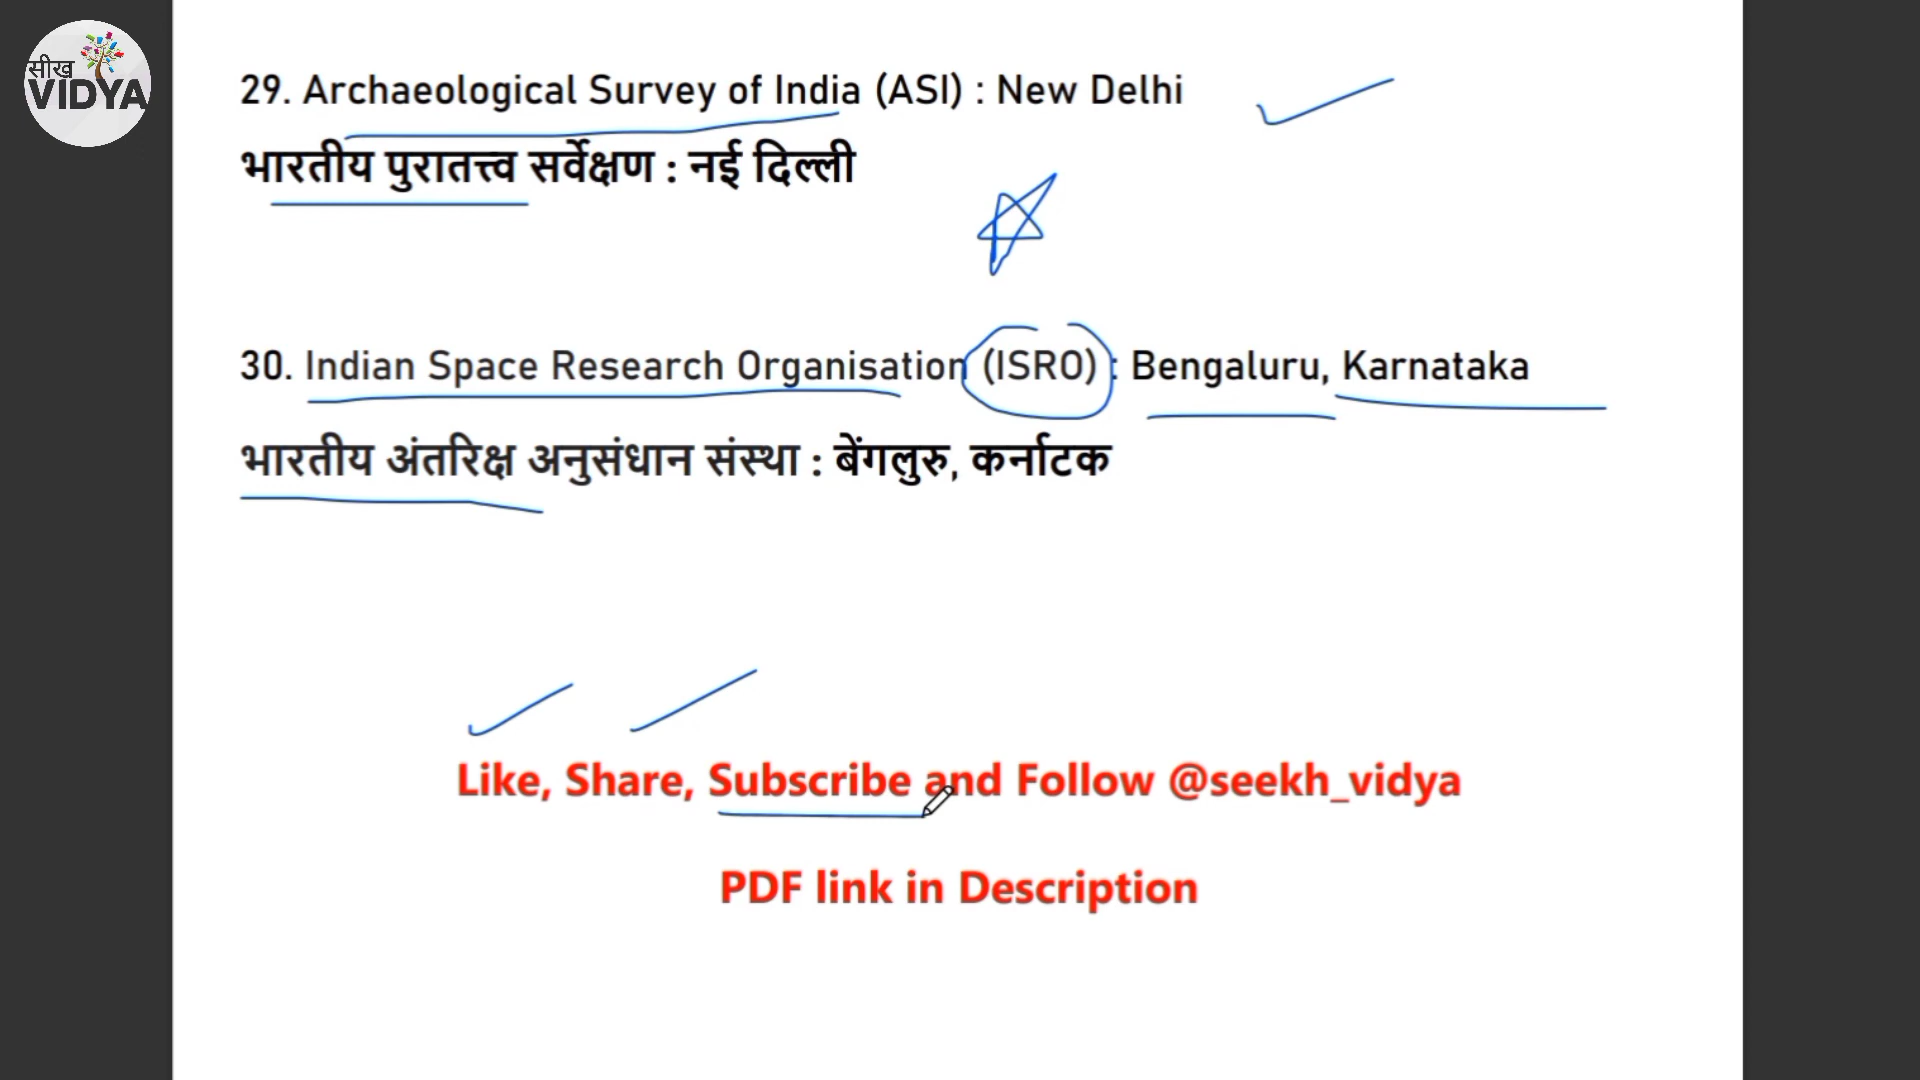 सीख
VIDYA
29. Archaeological Survey of India (ASI) : New Delhi
भारतीय पुरातत्त्व सर्वेक्षण : नई दिल्ली
30. Indian Space Research Organisation (ISRO) : Bengaluru, Karnataka
भारतीय अंतरिक्ष अनुसंधान संस्था : बेंगलुरु, कर्नाटक
Like, Share, Subscribe and Follow @seekh_vidya
PDF link in Description